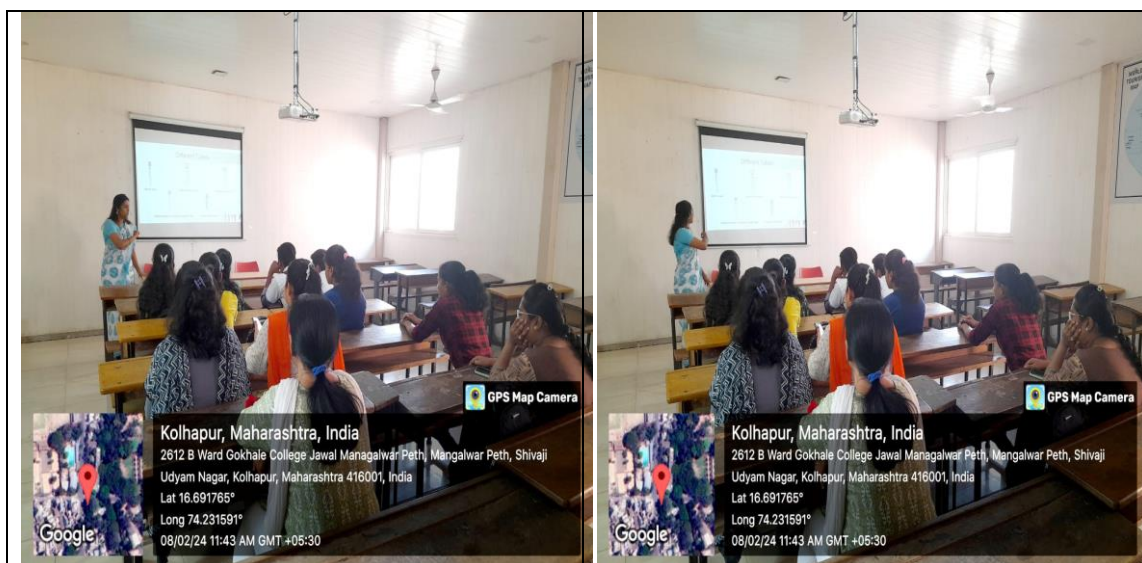 GPS Map Camera
Kolhapur, Maharashtra, India
2612 B Ward Gokhale College Jawal Managalwar Peth, Mangalwar Peth, Shivaji
Udyam Nagar, Kolhapur, Maharashtra 416001, India
Lat 16.691765°
Long 74.231591°
08/02/24 11:43 AM GMT +05:30
Google
GPS Map Camera
Kolhapur, Maharashtra, India
2612 B Ward Gokhale College Jawal Managalwar Peth, Mangalwar Peth, Shivaji
Udyam Nagar, Kolhapur, Maharashtra 416001, India
Lat 16.691765°
Long 74.231591°
08/02/24 11:43 AM GMT +05:30
Google